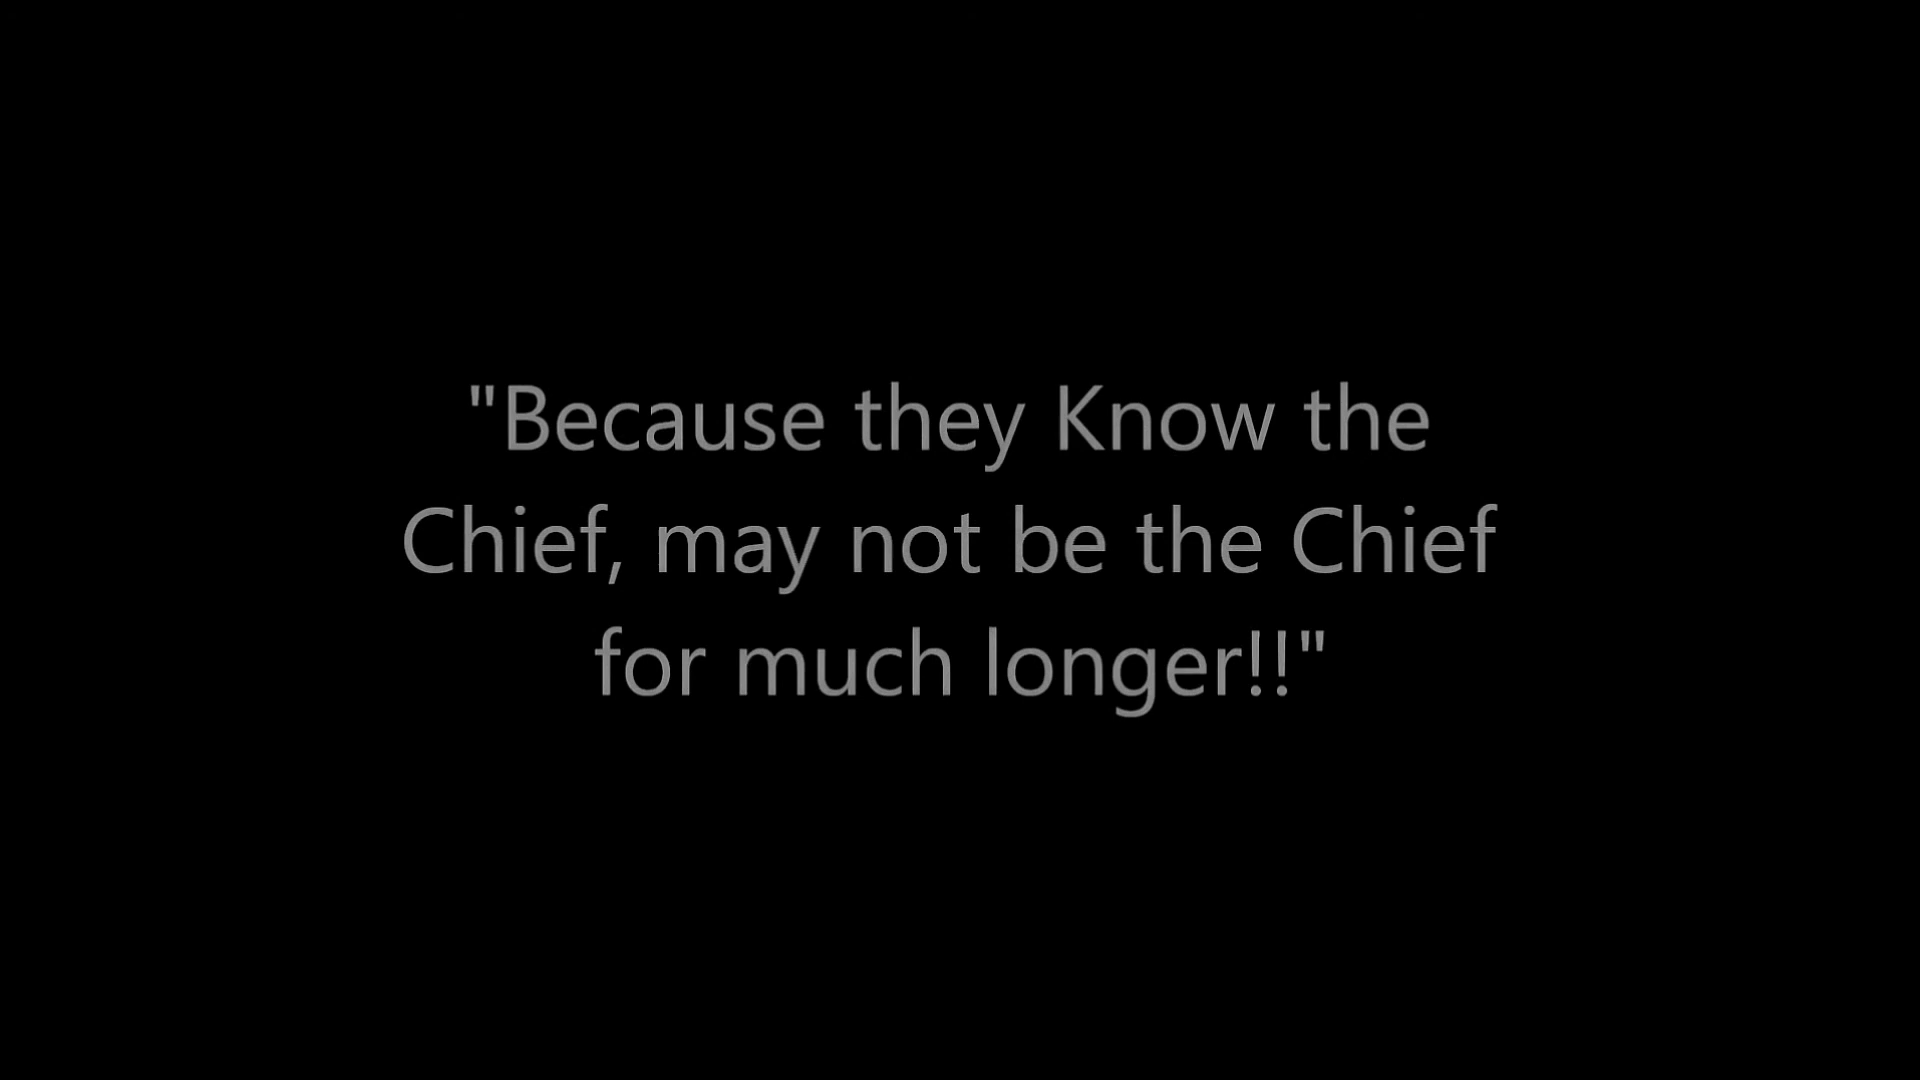 "Because they Know the
Chief, may not be the Chief
for much longer!!"